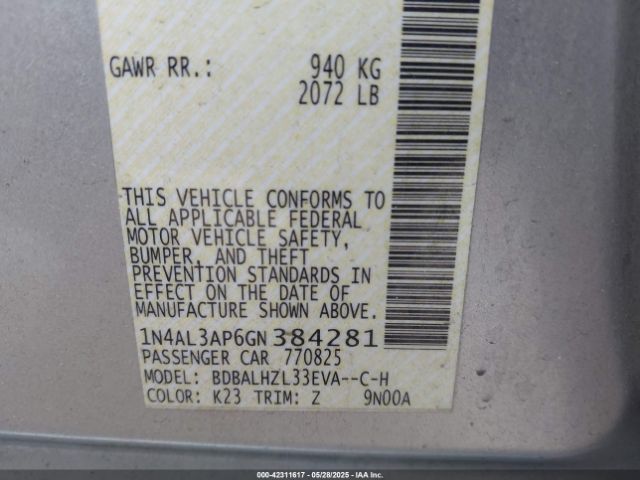 GAWR RR.: 940 KG
2072 LB
THIS VEHICLE CONFORMS TO
ALL APPLICABLE FEDERAL
MOTOR VEHICLE SAFETY,
BUMPER, AND THEFT
PREVENTION STANDARDS IN
EFFECT ON THE DATE OF
MANUFACTURE SHOWN ABOVE.
1N4AL3AP6GN384281
PASSENGER CAR 770825
MODEL: BDBALHZL33EVA--C-H
COLOR: K23 TRIM: Z 9N00A
000-42311617 - 05/28/2025 - IAA Inc.